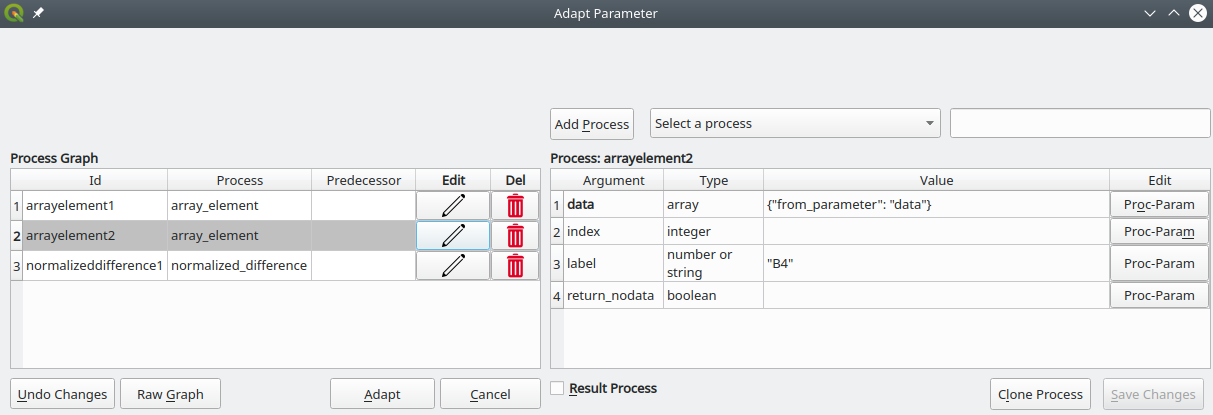 Adapt Parameter
Add Process
Select a process
Process Graph
Id Process Predecessor Edit Del
1 arrayelement1 array_element
2 arrayelement2 array_element
3 normalizeddifference1 normalized_difference
Undo Changes Raw Graph Adapt Cancel
Process: arrayelement2
Argument Type Value Edit
1 data array {"from_parameter": "data"} Proc-Param
2 index integer Proc-Param
3 label number or string "B4" Proc-Param
4 return_nodata boolean Proc-Param
Result Process
Clone Process Save Changes